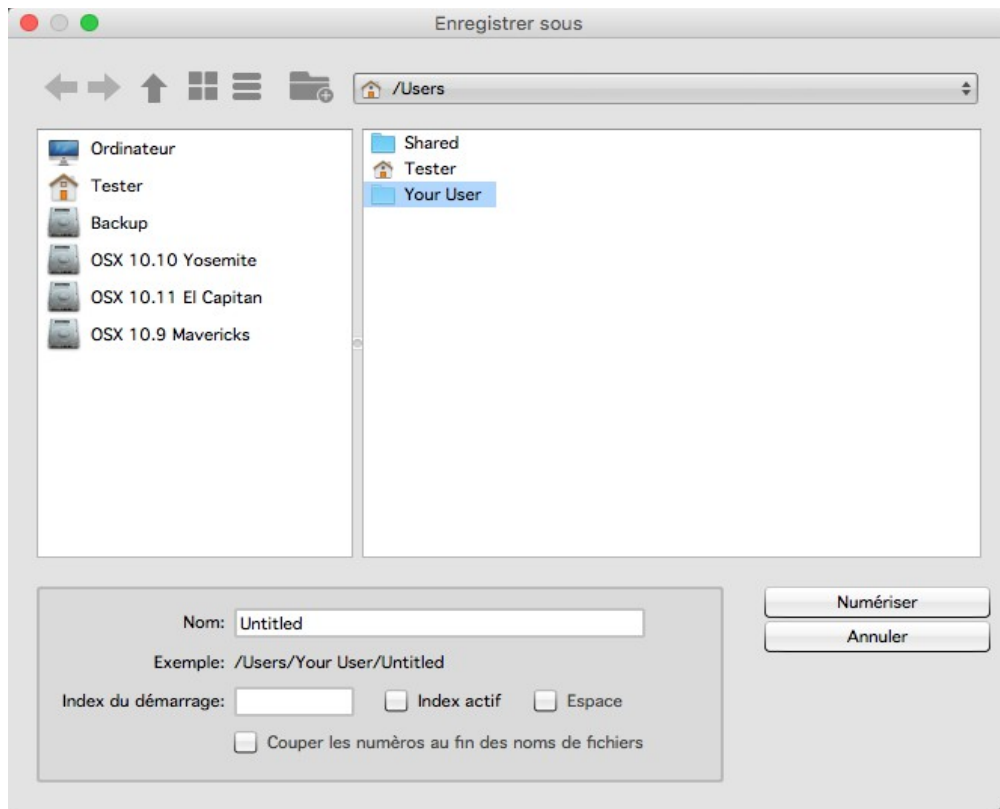 Enregistrer sous
/Users
Ordinateur
Tester
Backup
OSX 10.10 Yosemite
OSX 10.11 El Capitan
OSX 10.9 Mavericks
Shared
Tester
Your User
Nom: Untitled
Exemple: /Users/Your User/Untitled
Index du démarrage: Index actif Espace
Couper les numèros au fin des noms de fichiers
Numériser
Annuler